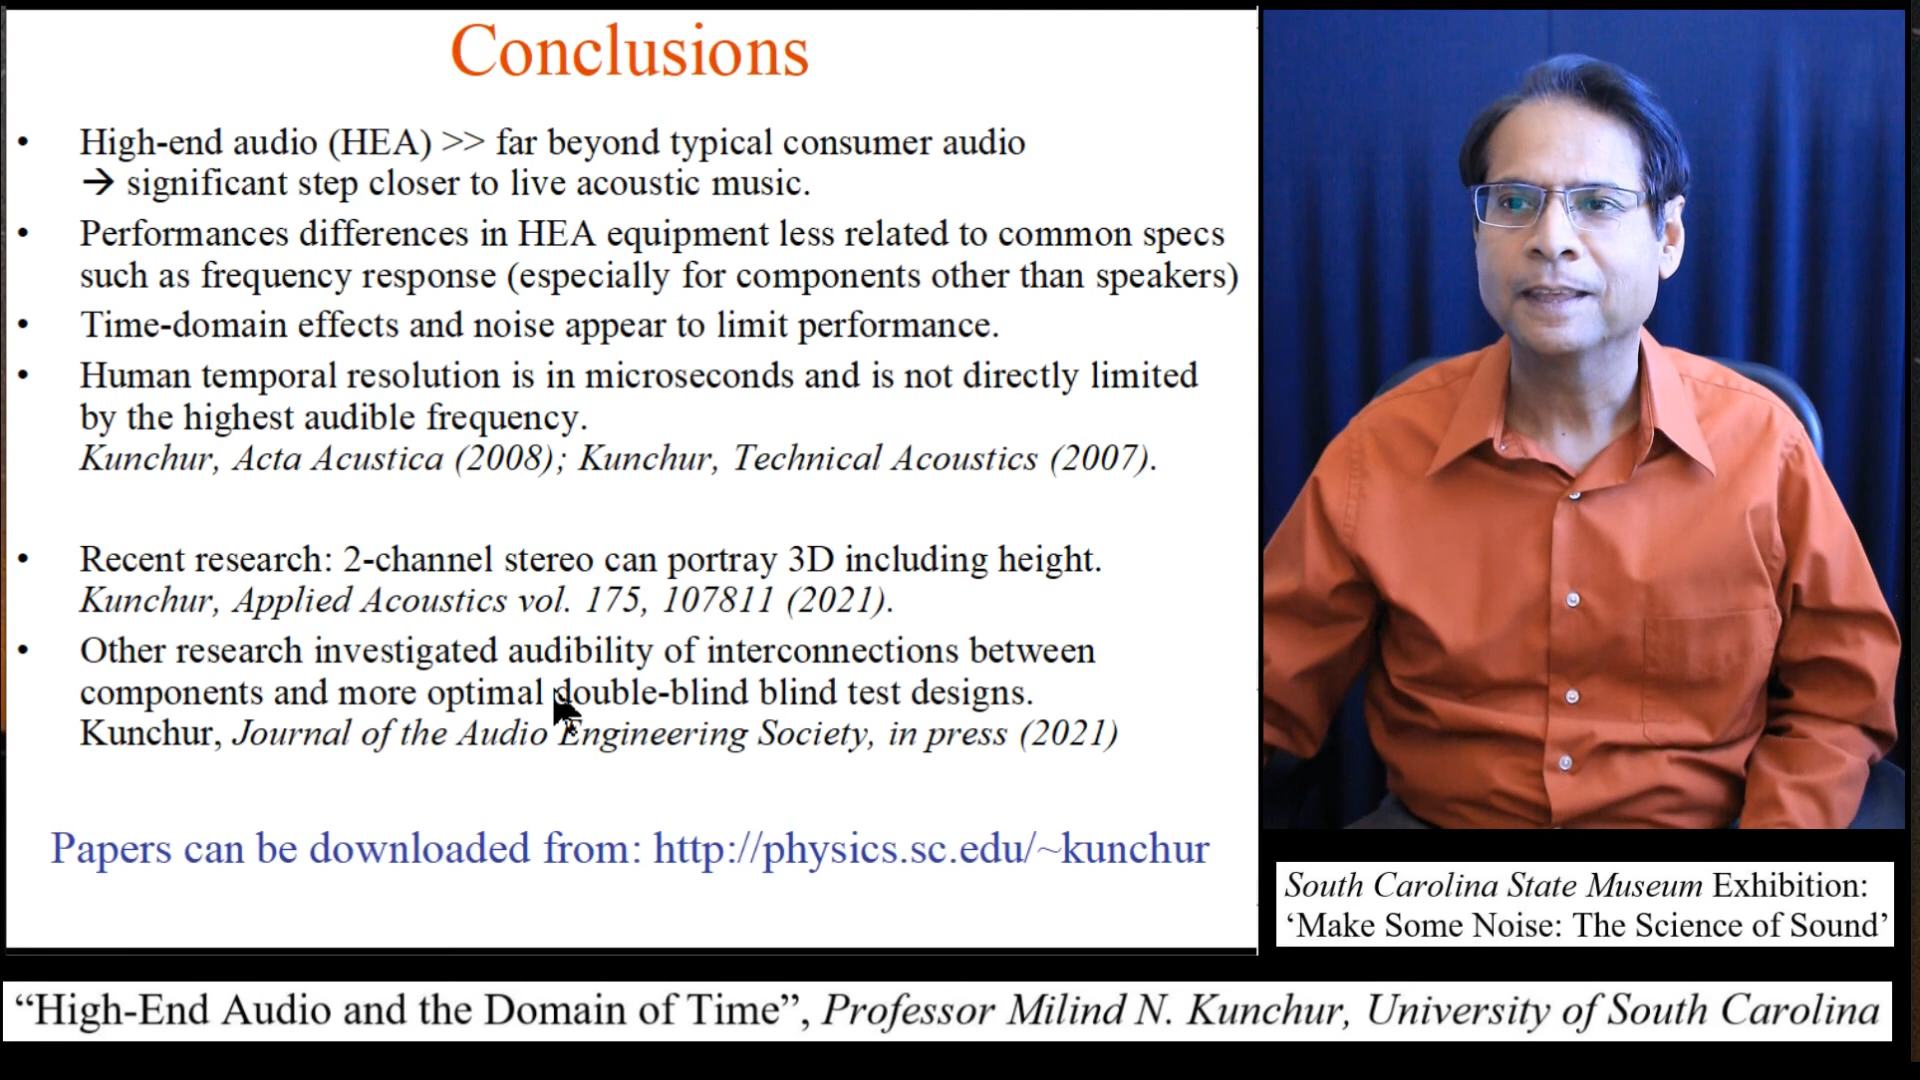 Conclusions
• High-end audio (HEA) >> far beyond typical consumer audio
→ significant step closer to live acoustic music.
• Performances differences in HEA equipment less related to common specs
such as frequency response (especially for components other than speakers)
• Time-domain effects and noise appear to limit performance.
• Human temporal resolution is in microseconds and is not directly limited
by the highest audible frequency.
Kunchur, Acta Acustica (2008); Kunchur, Technical Acoustics (2007).
• Recent research: 2-channel stereo can portray 3D including height.
Kunchur, Applied Acoustics vol. 175, 107811 (2021).
• Other research investigated audibility of interconnections between
components and more optimal double-blind blind test designs.
Kunchur, Journal of the Audio Engineering Society, in press (2021)
Papers can be downloaded from: http://physics.sc.edu/~kunchur
South Carolina State Museum Exhibition:
‘Make Some Noise: The Science of Sound’
“High-End Audio and the Domain of Time”, Professor Milind N. Kunchur, University of South Carolina